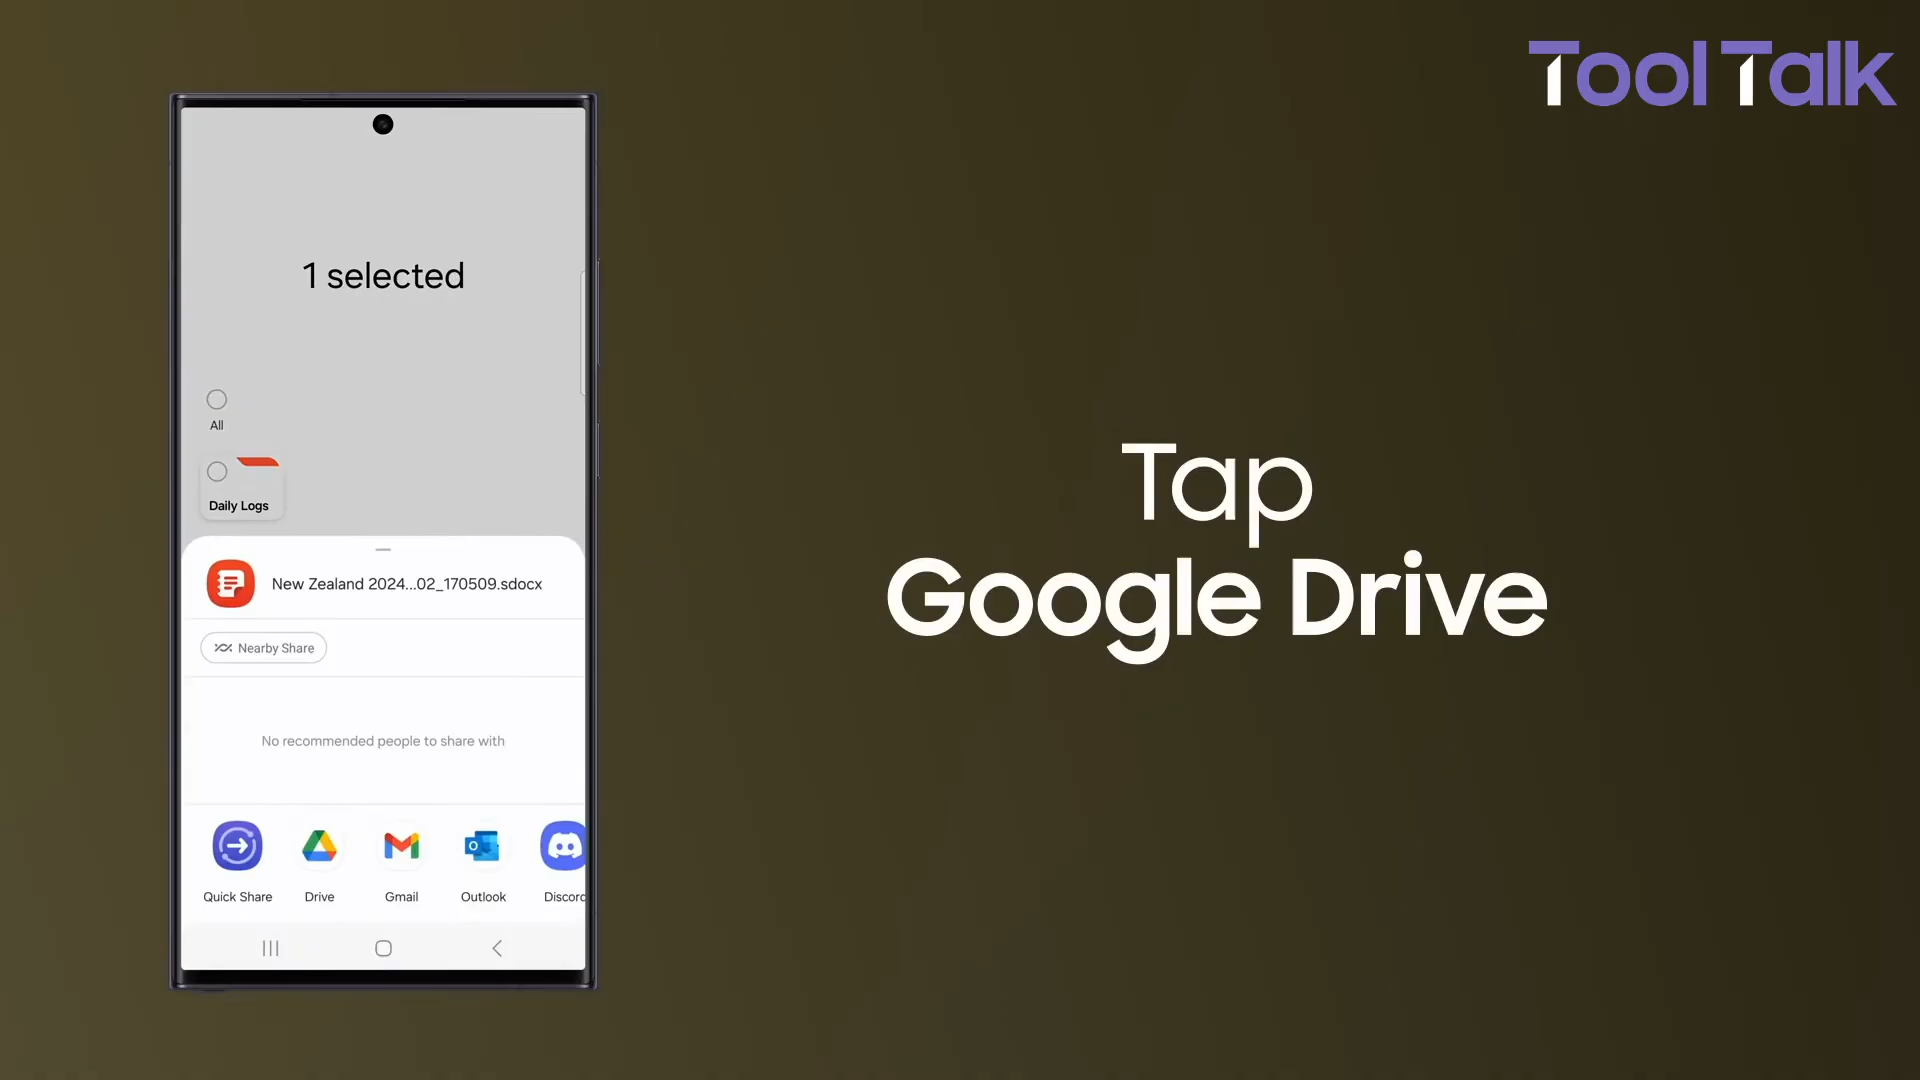 Tool Talk
1 selected
All
Daily Logs
New Zealand 2024...02_170509.sdocx
Nearby Share
No recommended people to share with
Quick Share
Drive
Gmail
Outlook
Discord
Tap
Google Drive